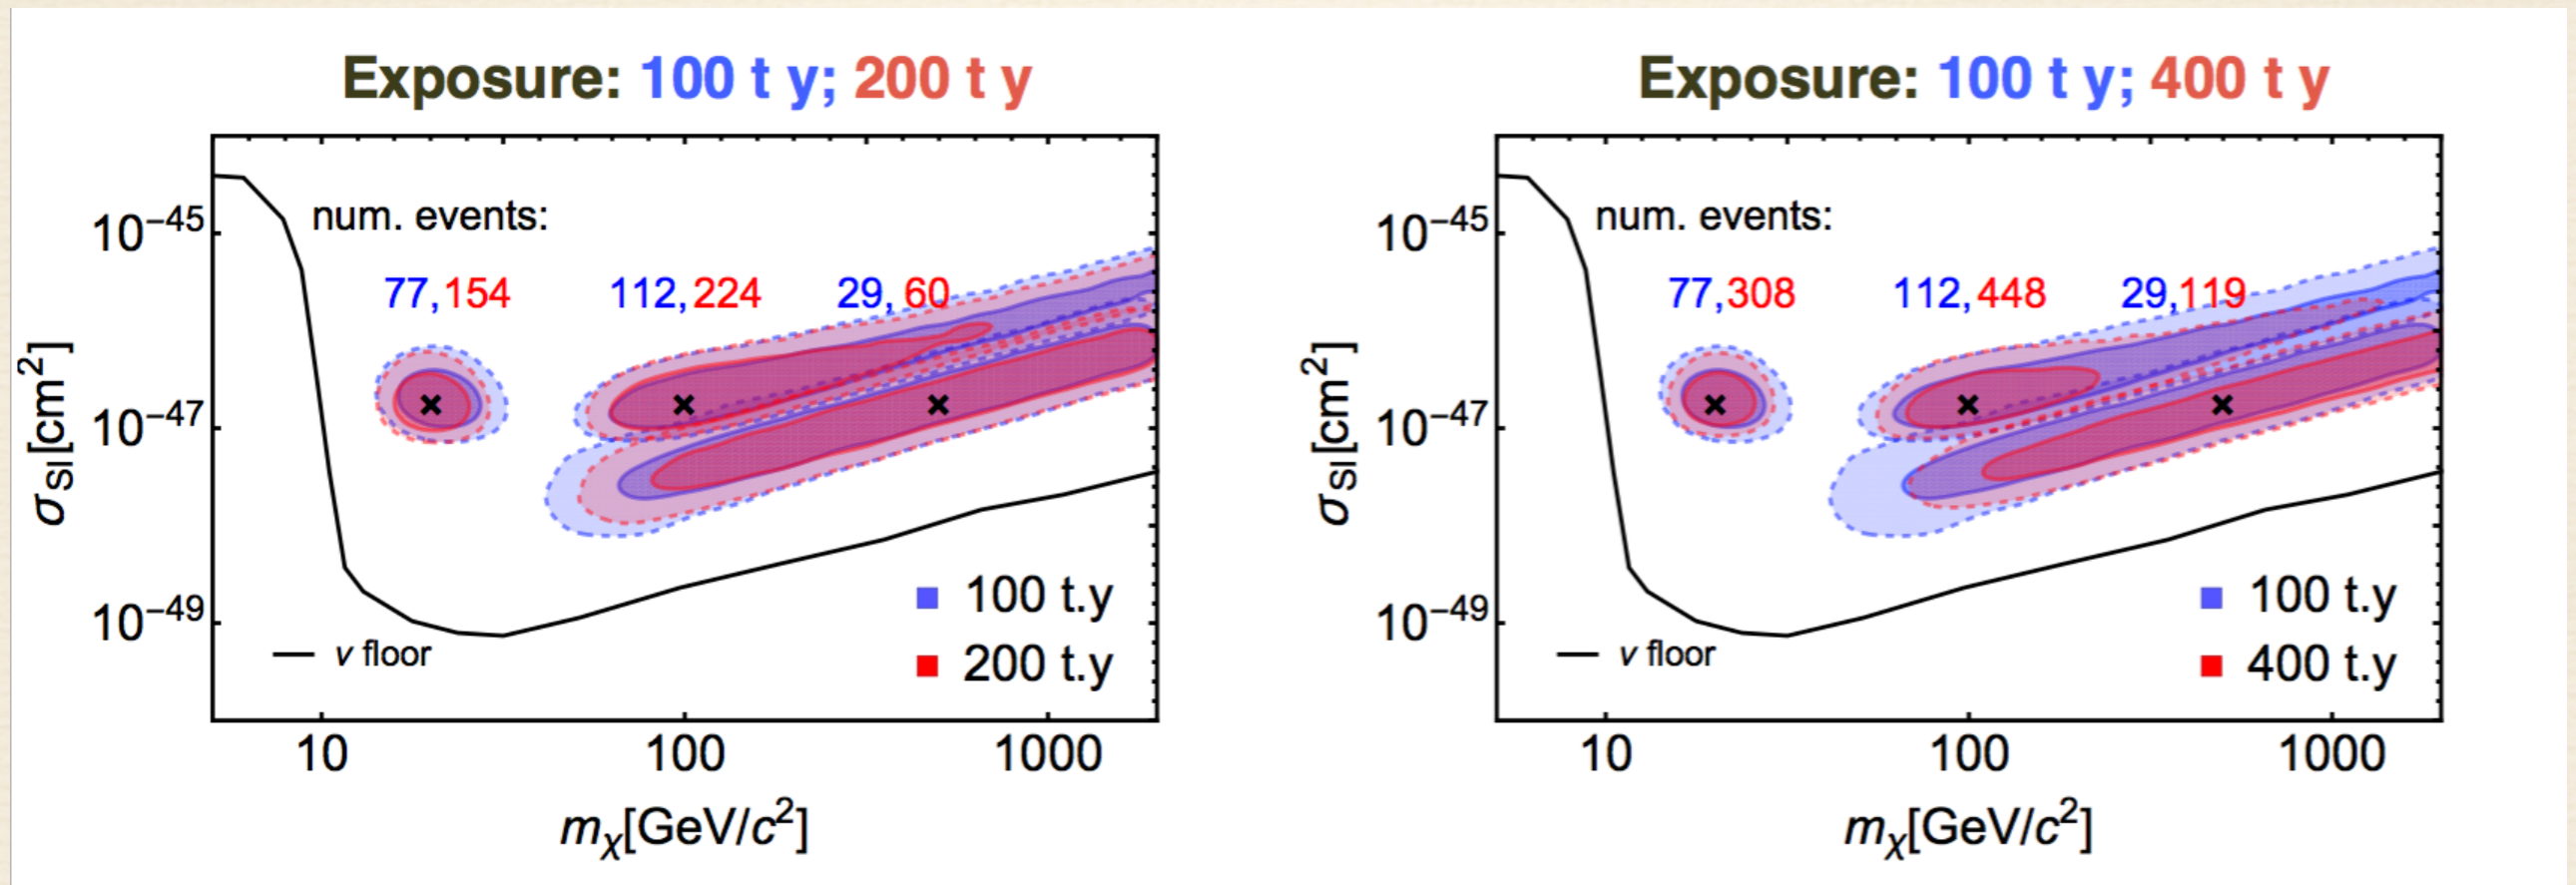 Exposure: 100 t y; 200 t y
num. events:
77,154 112,224 29, 60
10−45
10−47
10−49
σSI[cm2]
ν floor
100 t.y
200 t.y
10 100 1000
mχ[GeV/c2]
Exposure: 100 t y; 400 t y
num. events:
77,308 112,448 29,119
10−45
10−47
10−49
σSI[cm2]
ν floor
100 t.y
400 t.y
10 100 1000
mχ[GeV/c2]